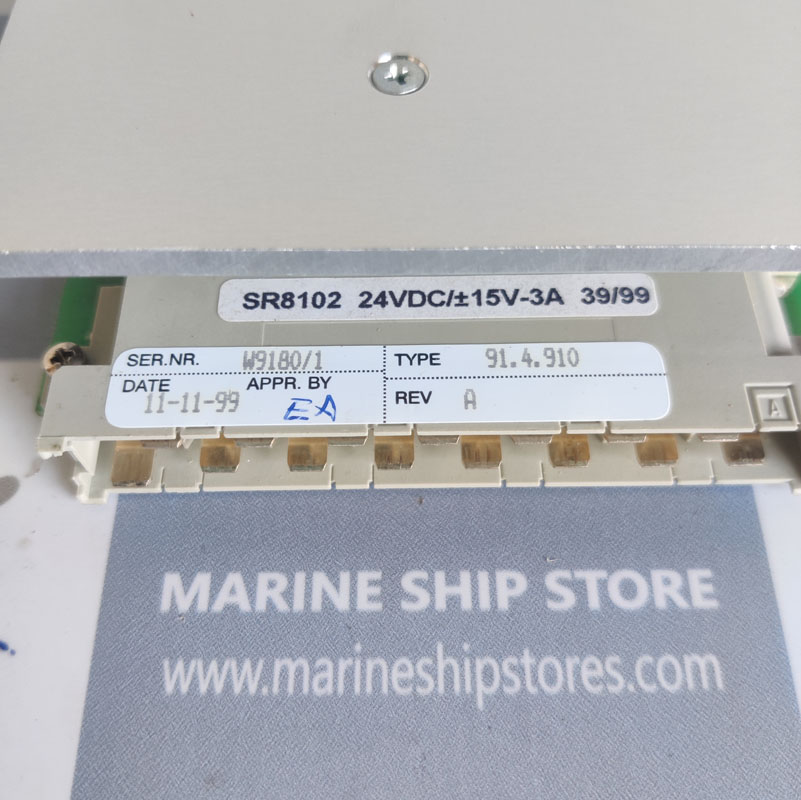 SR8102 24VDC/±15V-3A 39/99
SER.NR. W9180/1 TYPE 91.4.910
DATE 11-11-99 APPR. BY EA REV A
A
MARINE SHIP STORE
www.marineshipstores.com